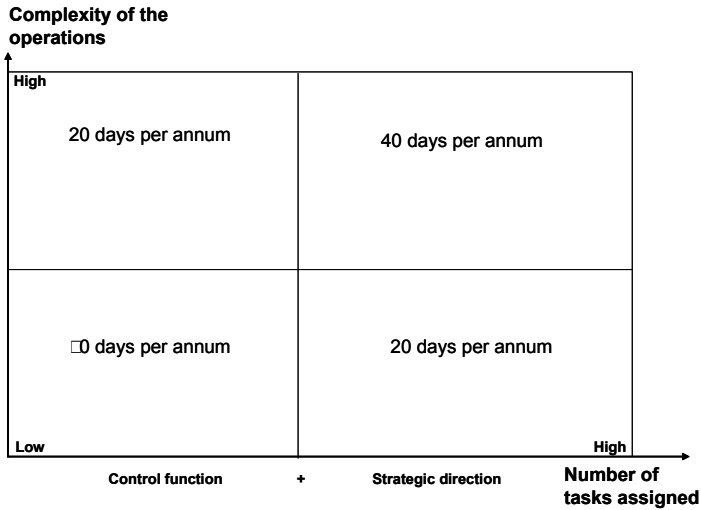 Complexity of the
operations
High
20 days per annum
40 days per annum
□0 days per annum
20 days per annum
Low
High
Control function + Strategic direction
Number of
tasks assigned